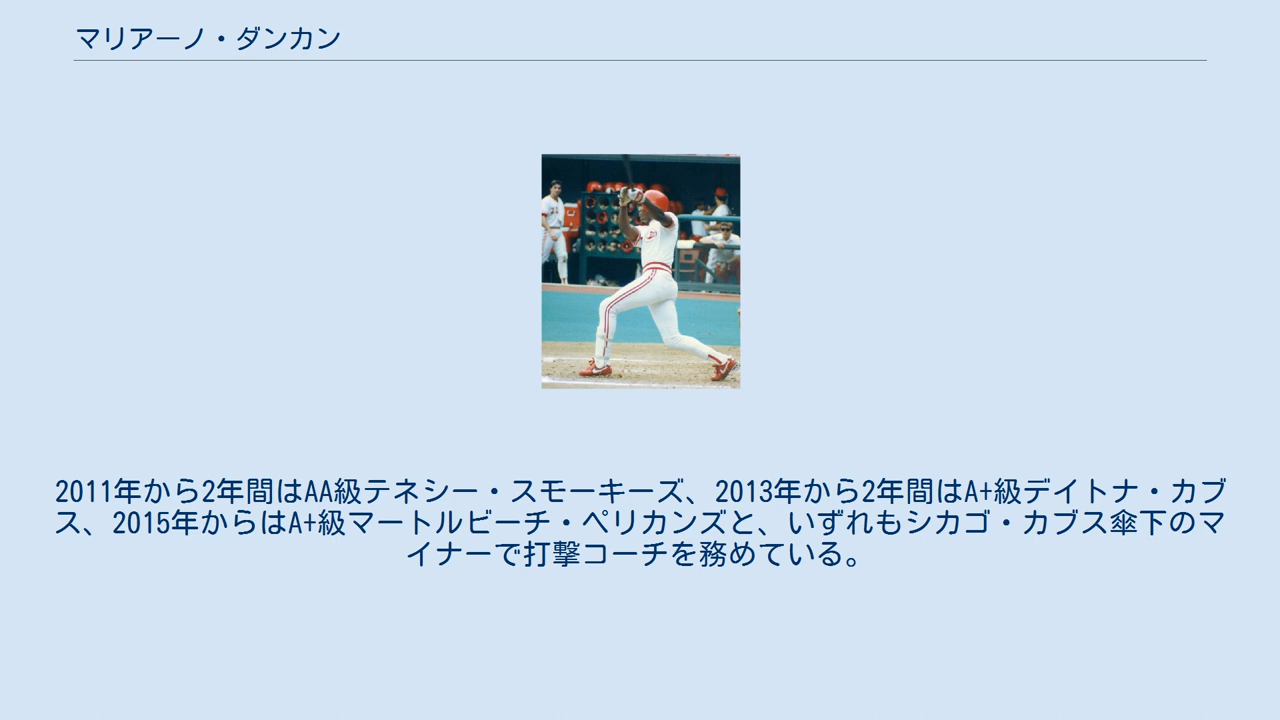 マリアーノ・ダンカン
2011年から2年間はAA級テネシー・スモーキーズ、2013年から2年間はA+級デイトナ・カブ
ス、2015年からはA+級マートルビーチ・ペリカンズと、いずれもシカゴ・カブス傘下のマ
イナーで打撃コーチを務めている。